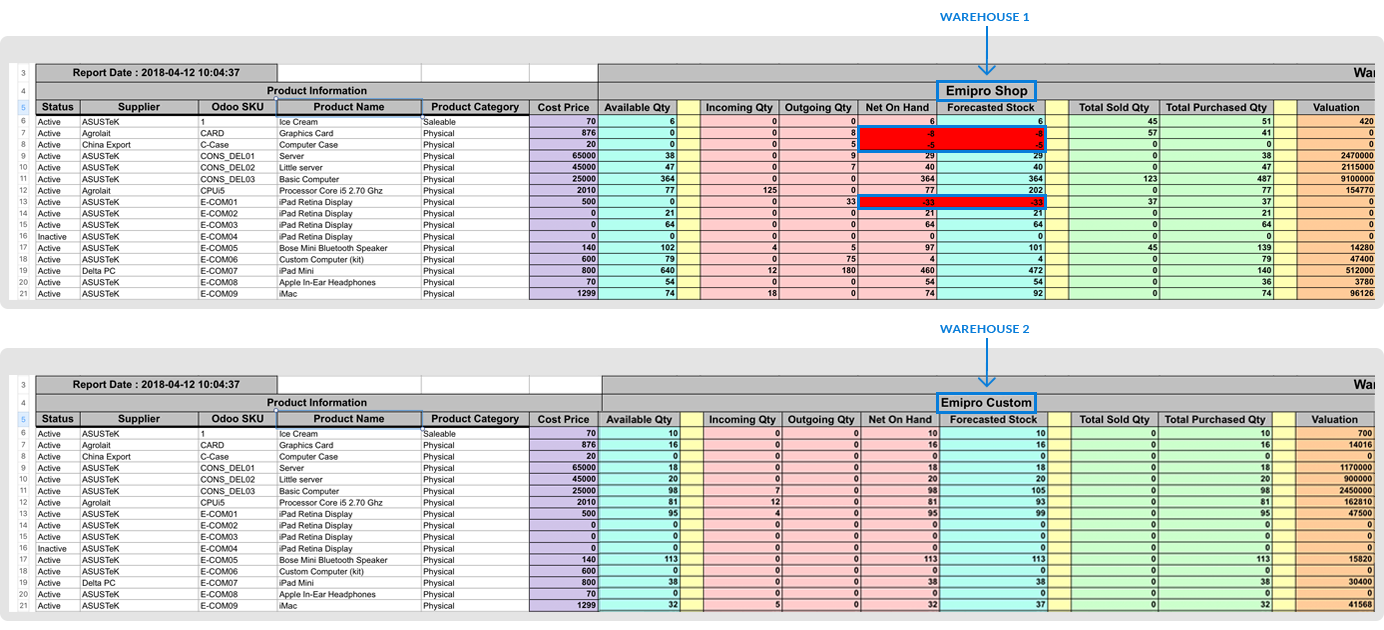 WAREHOUSE 1
3 Report Date : 2018-04-12 10:04:37 Wa
4 Product Information Emipro Shop
5 Status Supplier Odoo SKU Product Name Product Category Cost Price Available Qty Incoming Qty Outgoing Qty Net On Hand Forecasted Stock Total Sold Qty Total Purchased Qty Valuation
6 Active ASUSTeK 1 Ice Cream Saleable 70 6 0 0 6 6 45 51 420
7 Active Agrolait CARD Graphics Card Physical 876 0 0 8 -8 -8 57 41 0
8 Active China Export C-Case Computer Case Physical 20 0 0 5 -5 -5 0 0 0
9 Active ASUSTeK CONS_DEL01 Server Physical 65000 38 0 9 29 29 0 38 2470000
10 Active ASUSTeK CONS_DEL02 Little server Physical 45000 47 0 7 40 40 0 47 2115000
11 Active ASUSTeK CONS_DEL03 Basic Computer Physical 25000 364 0 0 364 364 123 487 9100000
12 Active Agrolait CPUi5 Processor Core i5 2.70 Ghz Physical 2010 77 125 0 77 202 0 77 154770
13 Active ASUSTeK E-COM01 iPad Retina Display Physical 500 0 0 33 -33 -33 37 37 0
14 Active ASUSTeK E-COM02 iPad Retina Display Physical 0 21 0 0 21 21 0 21 0
15 Active ASUSTeK E-COM03 iPad Retina Display Physical 0 64 0 0 64 64 0 64 0
16 Inactive ASUSTeK E-COM04 iPad Retina Display Physical 0 0 0 0 0 0 0 0 0
17 Active ASUSTeK E-COM05 Bose Mini Bluetooth Speaker Physical 140 102 4 5 97 101 45 139 14280
18 Active ASUSTeK E-COM06 Custom Computer (kit) Physical 600 79 0 75 4 4 0 79 47400
19 Active Delta PC E-COM07 iPad Mini Physical 800 640 12 180 460 472 0 140 512000
20 Active ASUSTeK E-COM08 Apple In-Ear Headphones Physical 70 54 0 0 54 54 0 36 3780
21 Active ASUSTeK E-COM09 iMac Physical 1299 74 18 0 74 92 0 74 96126
WAREHOUSE 2
3 Report Date : 2018-04-12 10:04:37 Wa
4 Product Information Emipro Custom
5 Status Supplier Odoo SKU Product Name Product Category Cost Price Available Qty Incoming Qty Outgoing Qty Net On Hand Forecasted Stock Total Sold Qty Total Purchased Qty Valuation
6 Active ASUSTeK 1 Ice Cream Saleable 70 10 0 0 10 10 0 10 700
7 Active Agrolait CARD Graphics Card Physical 876 16 0 0 16 16 0 16 14016
8 Active China Export C-Case Computer Case Physical 20 0 0 0 0 0 0 0 0
9 Active ASUSTeK CONS_DEL01 Server Physical 65000 18 0 0 18 18 0 18 1170000
10 Active ASUSTeK CONS_DEL02 Little server Physical 45000 20 0 0 20 20 0 20 900000
11 Active ASUSTeK CONS_DEL03 Basic Computer Physical 25000 98 7 0 98 105 0 98 2450000
12 Active Agrolait CPUi5 Processor Core i5 2.70 Ghz Physical 2010 81 12 0 81 93 0 81 162810
13 Active ASUSTeK E-COM01 iPad Retina Display Physical 500 95 4 0 95 99 0 95 47500
14 Active ASUSTeK E-COM02 iPad Retina Display Physical 0 0 0 0 0 0 0 0 0
15 Active ASUSTeK E-COM03 iPad Retina Display Physical 0 0 0 0 0 0 0 0 0
16 Inactive ASUSTeK E-COM04 iPad Retina Display Physical 0 0 0 0 0 0 0 0 0
17 Active ASUSTeK E-COM05 Bose Mini Bluetooth Speaker Physical 140 113 0 0 113 113 0 113 15820
18 Active ASUSTeK E-COM06 Custom Computer (kit) Physical 600 0 0 0 0 0 0 0 0
19 Active Delta PC E-COM07 iPad Mini Physical 800 38 0 0 38 38 0 38 30400
20 Active ASUSTeK E-COM08 Apple In-Ear Headphones Physical 70 0 0 0 0 0 0 0 0
21 Active ASUSTeK E-COM09 iMac Physical 1299 32 5 0 32 37 0 32 41568